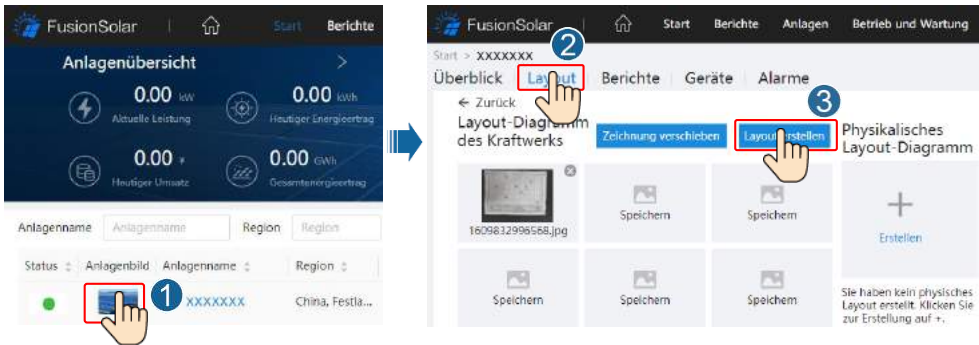 FusionSolar
Start
Berichte
Anlagenübersicht
>
0.00 kW
Aktuelle Leistung
0.00 kWh
Heutiger Energieertrag
0.00 ¥
Heutiger Umsatz
0.00 GWh
Gesamtenergieertrag
Anlagenname
Anlagenname
Region
Region
Status
Anlagenbild
Anlagenname
Region
1
XXXXXXX
China, Festla...
FusionSolar
Start
Berichte
Anlagen
Betrieb und Wartung
Start > XXXXXXX
2
Überblick
Layout
Berichte
Geräte
Alarme
← Zurück
3
Layout-Diagramm
des Kraftwerks
Zeichnung verschieben
Layout erstellen
Physikalisches
Layout-Diagramm
1609832996568.jpg
Speichern
Speichern
+
Erstellen
Speichern
Speichern
Speichern
Sie haben kein physisches
Layout erstellt. Klicken Sie
zur Erstellung auf +.